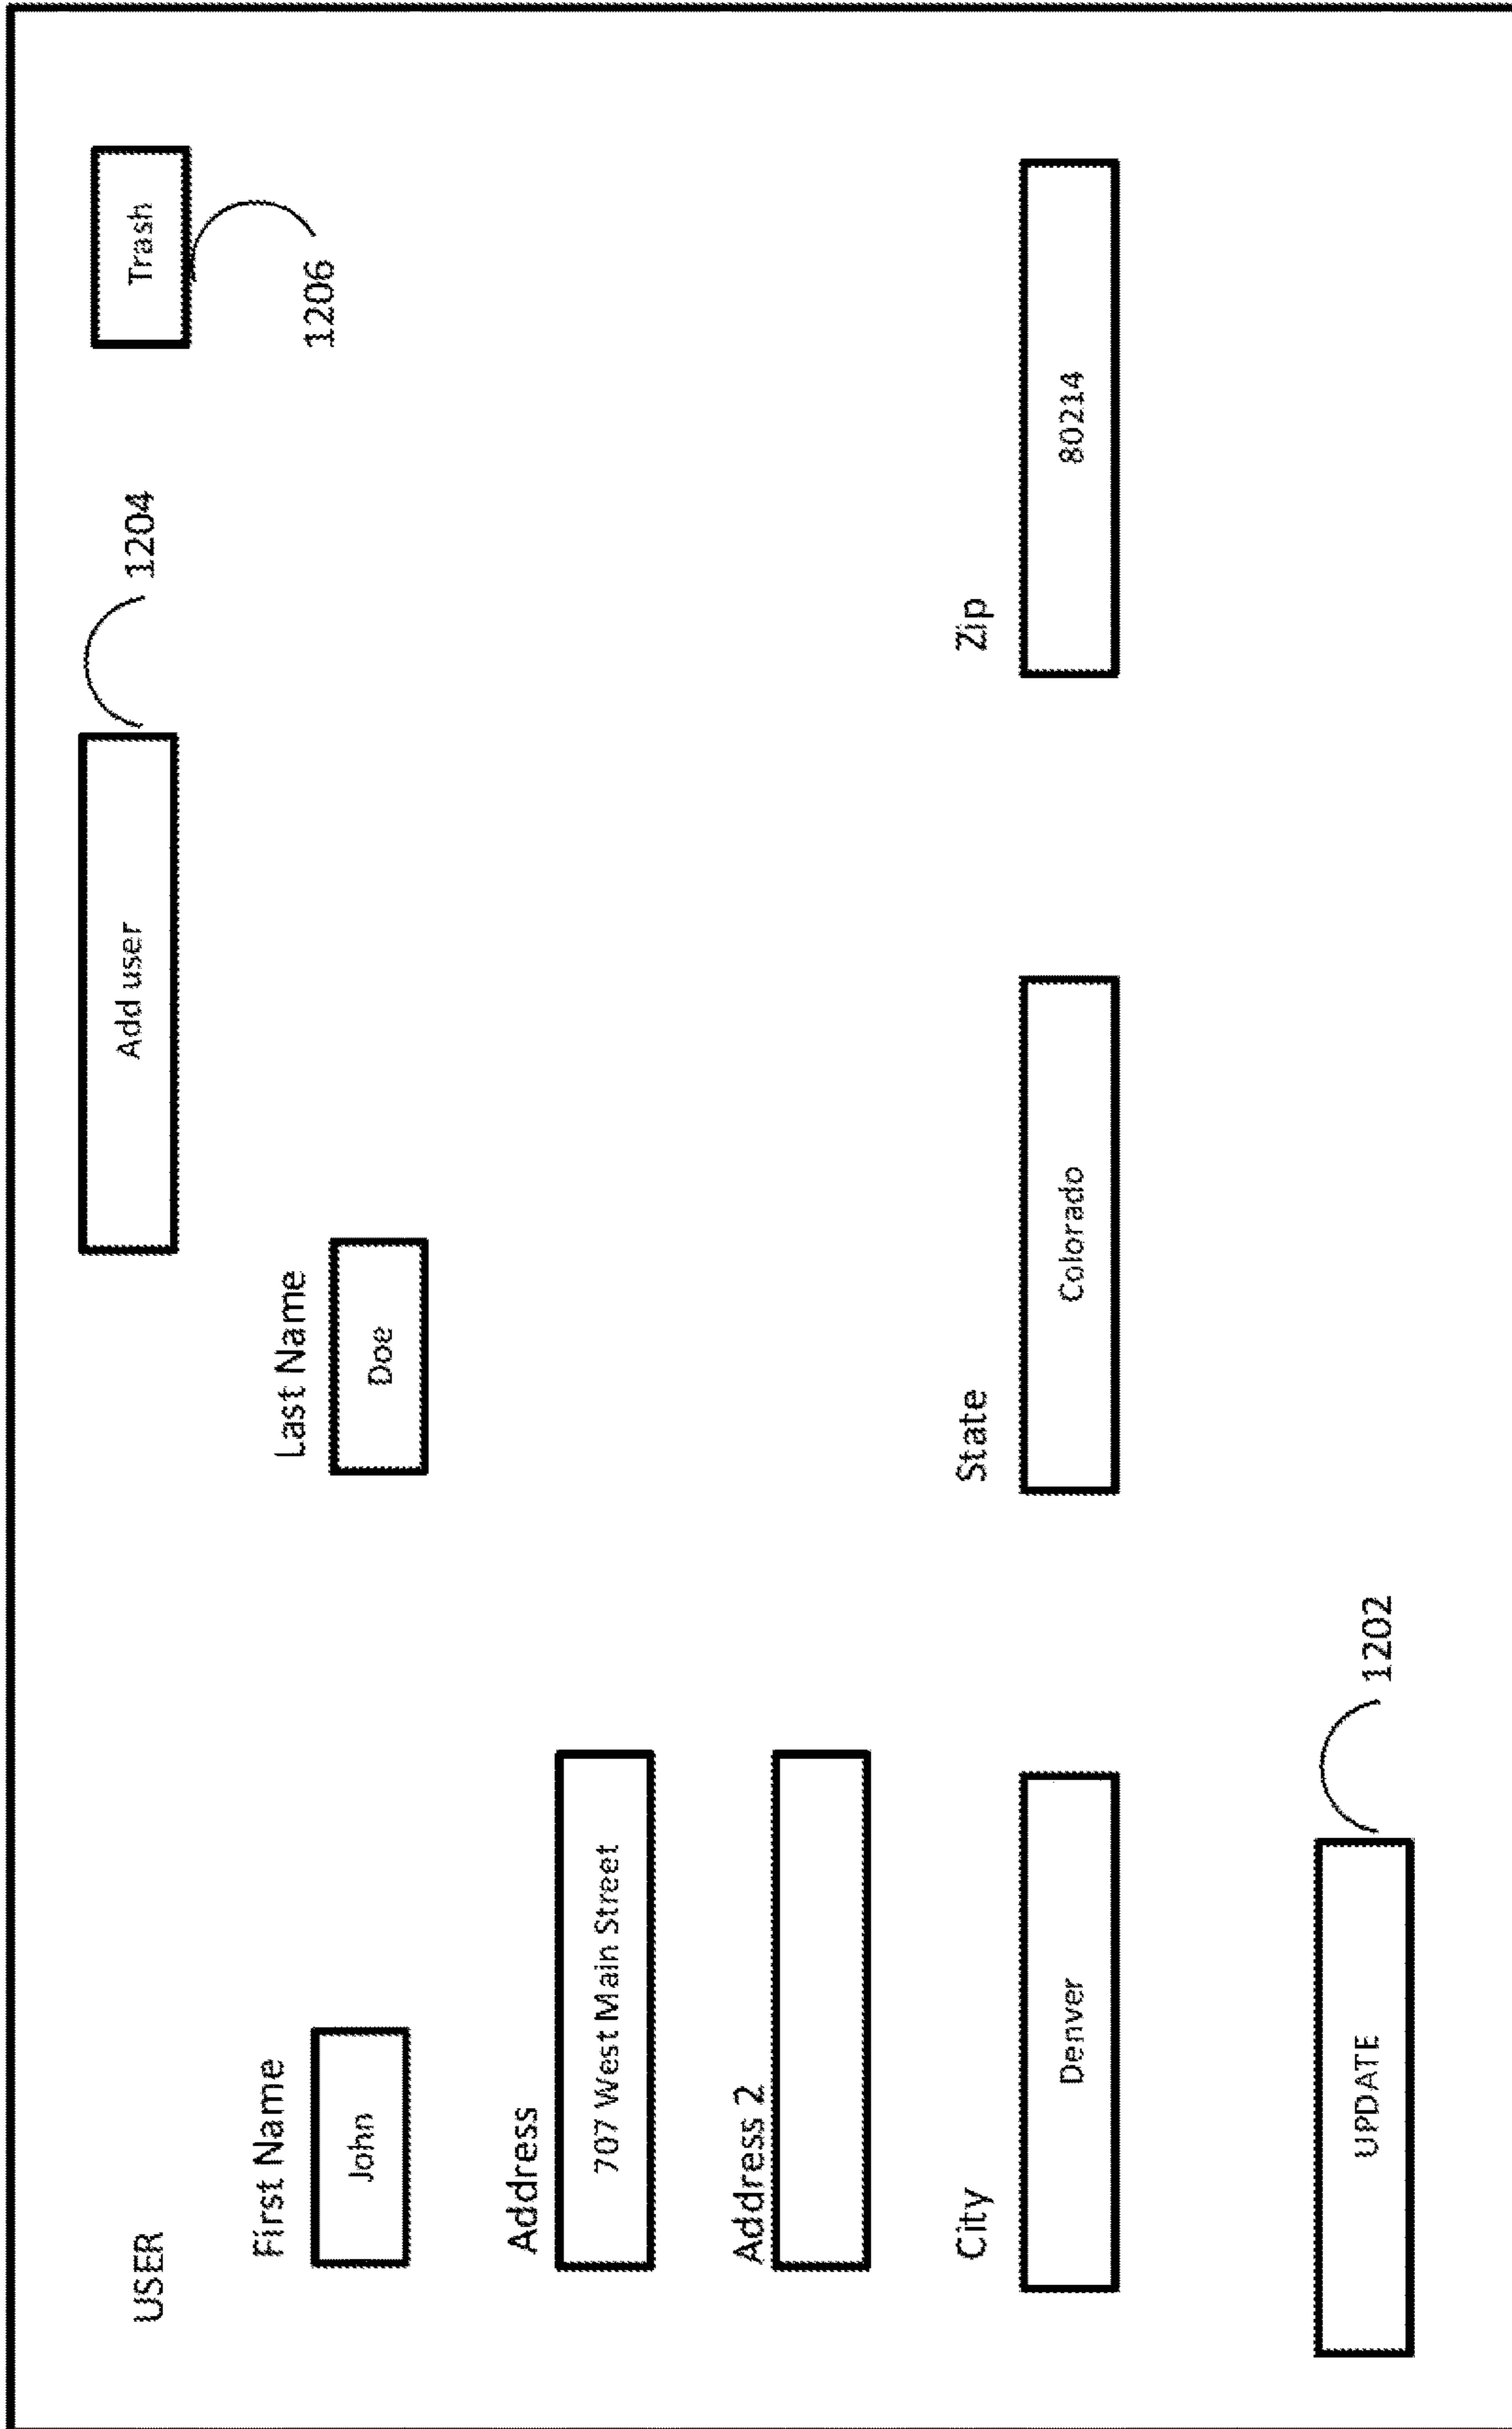 USER
Add user
1204
Trash
1206
First Name
Last Name
John
Doe
Address
707 West Main Street
Address 2
City
State
Zip
Denver
Colorado
80214
UPDATE
1202